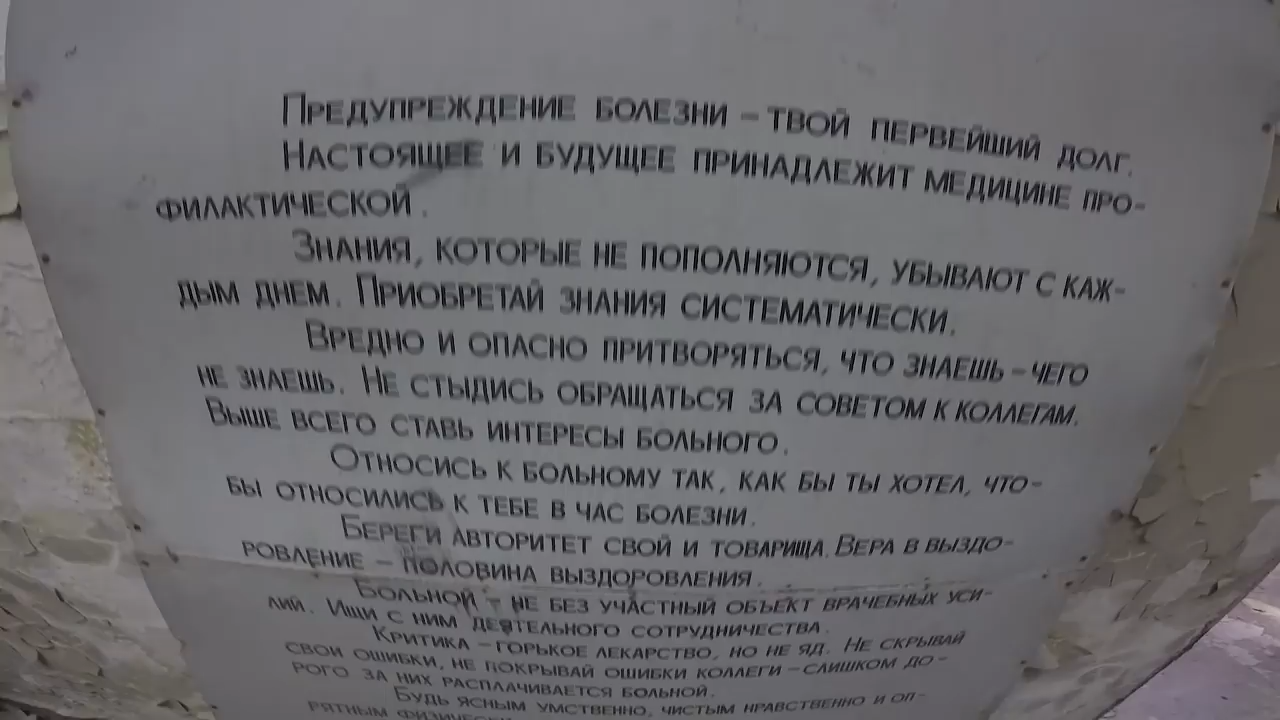 Предупреждение болезни – твой первейший долг.
Настоящее и будущее принадлежит медицине про-
филактической.
Знания, которые не пополняются, убывают с каж-
дым днем. Приобретай знания систематически.
Вредно и опасно притворяться, что знаешь – чего
не знаешь. Не стыдись обращаться за советом к коллегам.
Выше всего ставь интересы больного.
Относись к больному так, как бы ты хотел, что-
бы относились к тебе в час болезни.
Береги авторитет свой и товарища. Вера в выздо-
ровление – половина выздоровления.
Больной – не без участный объект врачебных уси-
лий. Ищи с ним деятельного сотрудничества.
Критика – горькое лекарство, но не яд. Не скрывай
свои ошибки, не покрывай ошибки коллеги – слишком до-
рого за них расплачивается больной.
Будь ясным умственно, чистым нравственно и оп-
рятным